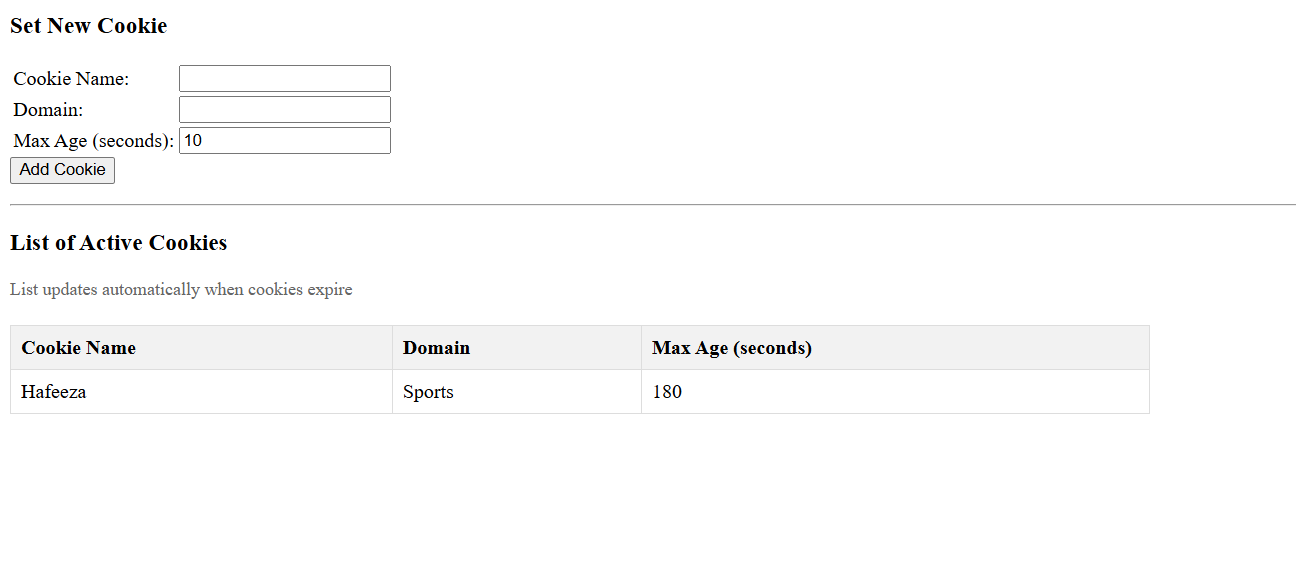 Set New Cookie
Cookie Name:
Domain:
Max Age (seconds): 10
Add Cookie
List of Active Cookies
List updates automatically when cookies expire
Cookie Name Domain Max Age (seconds)
Hafeeza Sports 180